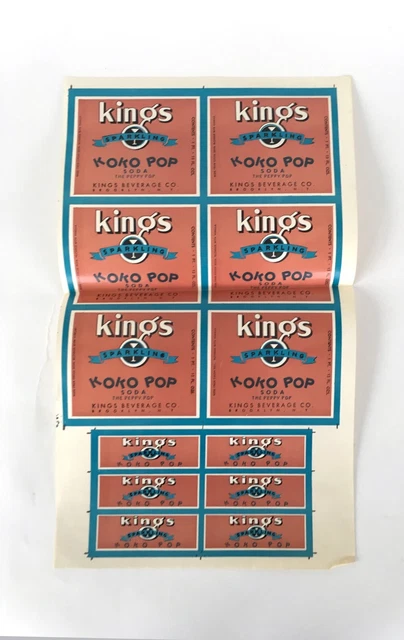 kings
SPARKLING
KOKO POP
SODA
THE PEPPY POP
KINGS BEVERAGE CO.
BROOKLYN, N. Y.
kings
SPARKLING
KOKO POP
SODA
THE PEPPY POP
KINGS BEVERAGE CO.
BROOKLYN, N. Y.
kings
SPARKLING
KOKO POP
SODA
THE PEPPY POP
KINGS BEVERAGE CO.
kings
SPARKLING
KOKO POP
SODA
THE PEPPY POP
KINGS BEVERAGE CO.
kings
SPARKLING
KOKO POP
SODA
THE PEPPY POP
KINGS BEVERAGE CO.
BROOKLYN, N. Y.
kings
SPARKLING
KOKO POP
SODA
THE PEPPY POP
KINGS BEVERAGE CO.
BROOKLYN, N. Y.
kings
SPARKLING
KOKO POP
kings
SPARKLING
KOKO POP
kings
SPARKLING
KOKO POP
kings
SPARKLING
KOKO POP
kings
SPARKLING
KOKO POP
kings
SPARKLING
KOKO POP